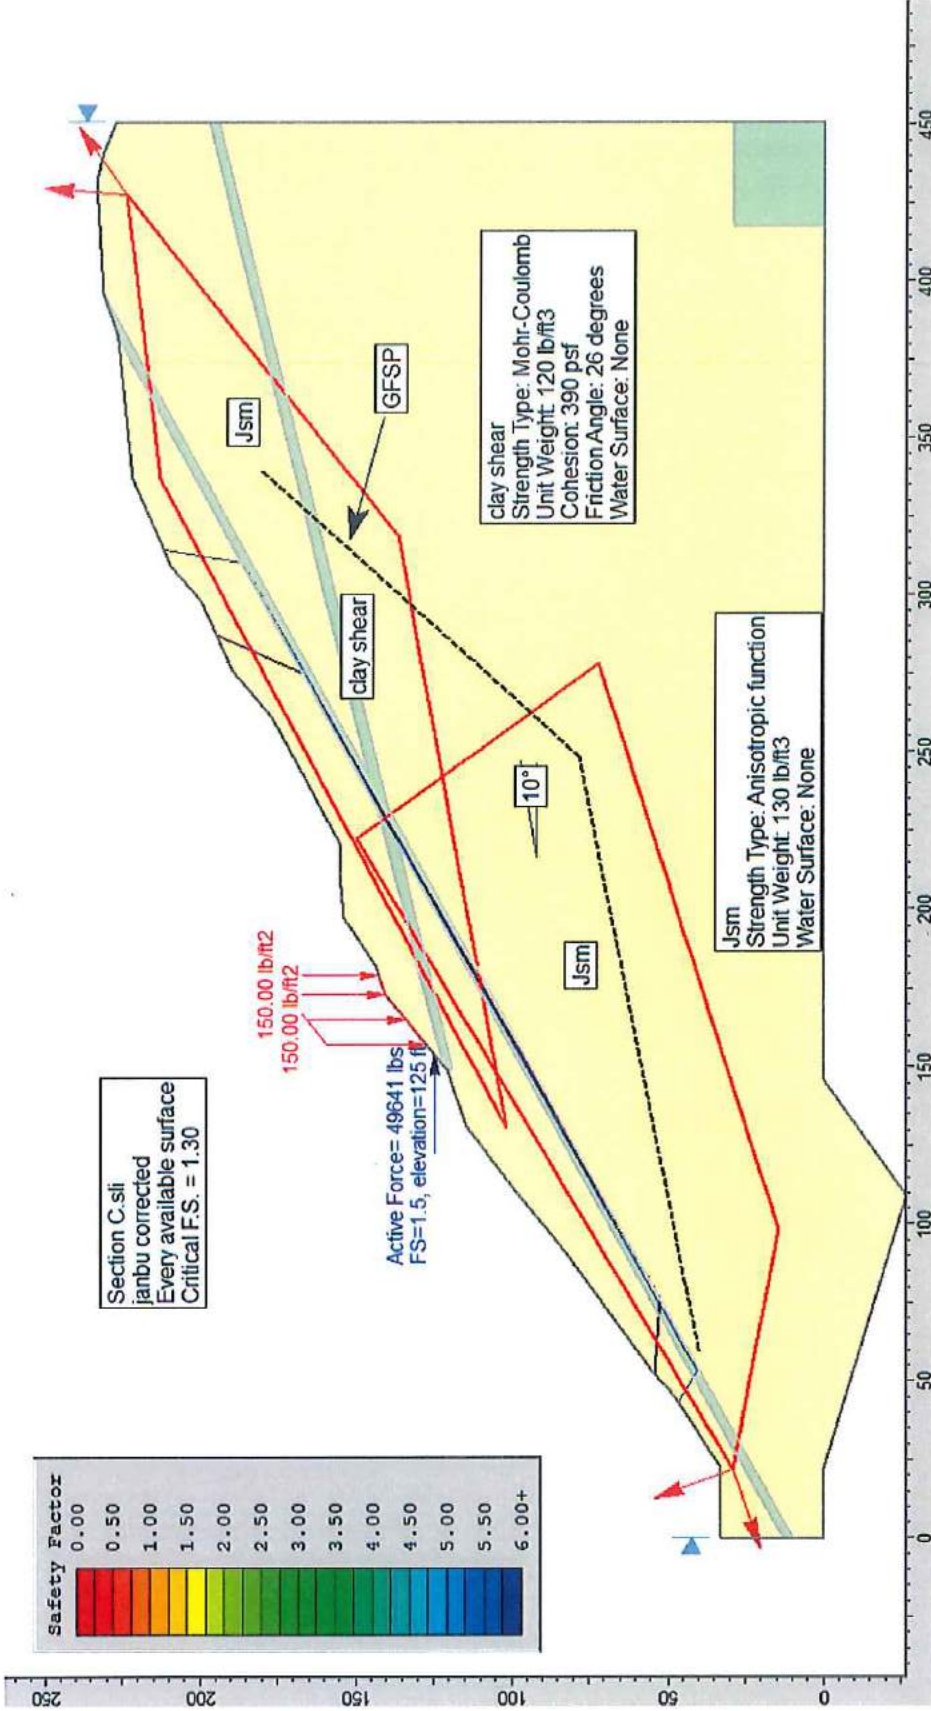 Safety Factor
0.00
0.50
1.00
1.50
2.00
2.50
3.00
3.50
4.00
4.50
5.00
5.50
6.00+
Section C.sli
janbu corrected
Every available surface
Critical F.S. = 1.30
150.00 lb/ft2
150.00 lb/ft2
Active Force= 49641 lbs
FS=1.5, elevation=125 ft
Jsm
GFSP
clay shear
10°
Jsm
clay shear
Strength Type: Mohr-Coulomb
Unit Weight: 120 lb/ft3
Cohesion: 390 psf
Friction Angle: 26 degrees
Water Surface: None
Jsm
Strength Type: Anisotropic function
Unit Weight: 130 lb/ft3
Water Surface: None
250
200
150
100
50
0
0
50
100
150
200
250
300
350
400
450